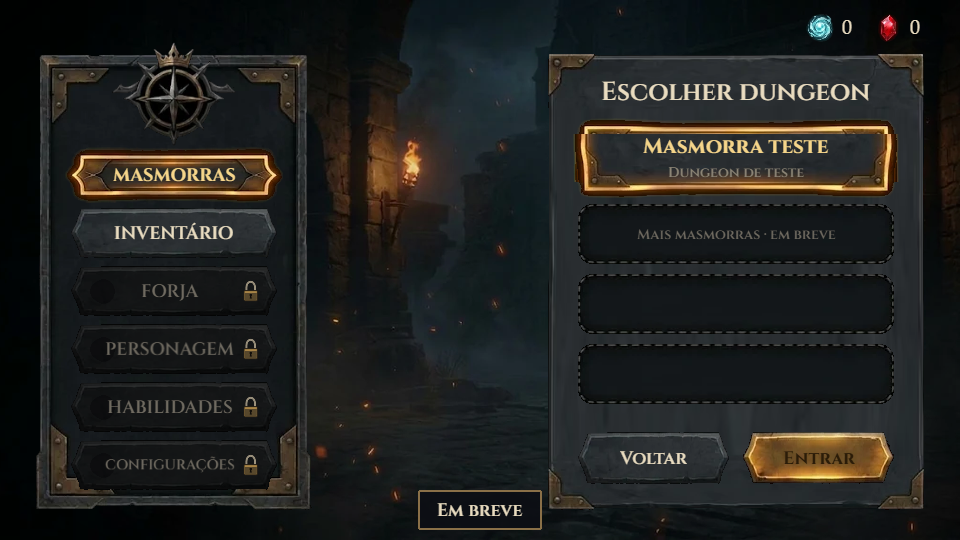 0 0
MASMORRAS
INVENTÁRIO
FORJA
PERSONAGEM
HABILIDADES
CONFIGURAÇÕES
ESCOLHER DUNGEON
MASMORRA TESTE
DUNGEON DE TESTE
MAIS MASMORRAS · EM BREVE
VOLTAR
ENTRAR
EM BREVE